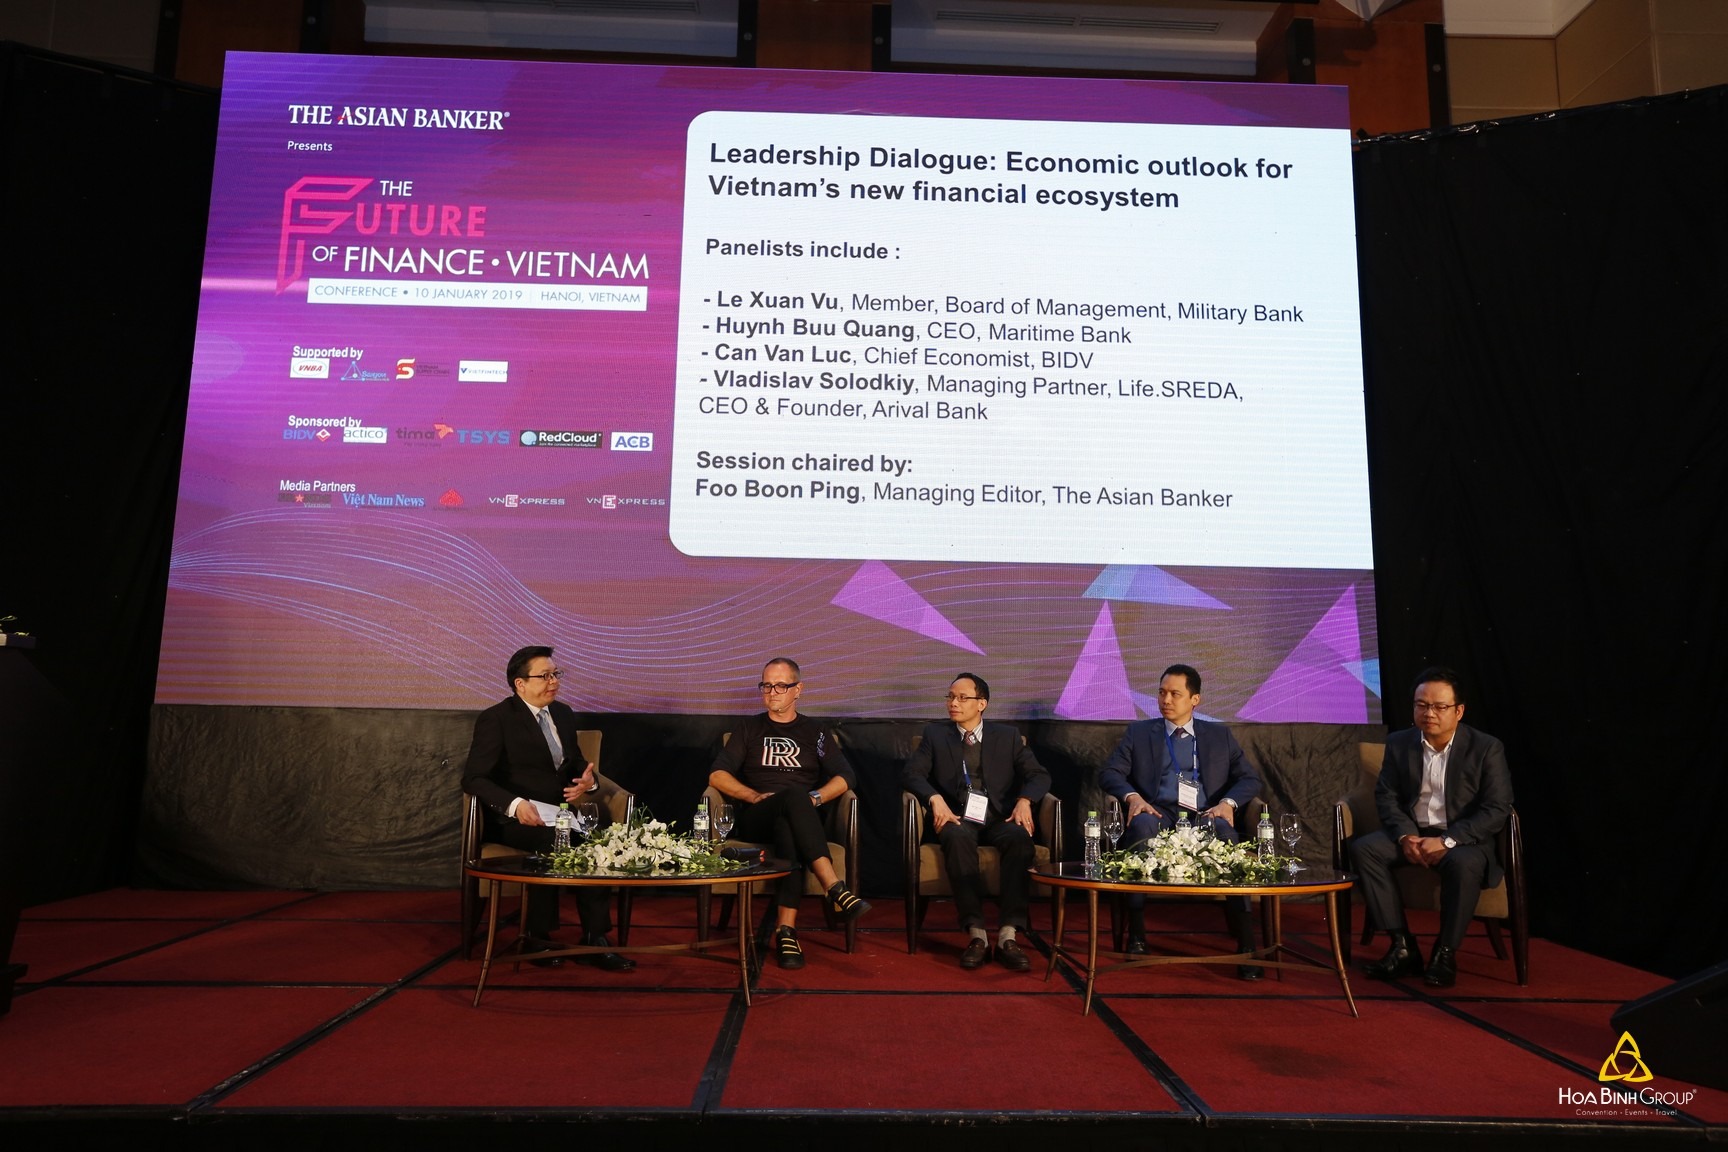 THE ASIAN BANKER®
Presents
THE
FUTURE
OF FINANCE • VIETNAM
CONFERENCE • 10 JANUARY 2019 | HANOI, VIETNAM
Supported by
VNBA
VIETFINTECH
Sponsored by
BIDV
actico
tima
TSYS
RedCloud
ACB
Media Partners
Việt Nam News
VNEXPRESS
VNEXPRESS
Leadership Dialogue: Economic outlook for
Vietnam's new financial ecosystem
Panelists include :
- Le Xuan Vu, Member, Board of Management, Military Bank
- Huynh Buu Quang, CEO, Maritime Bank
- Can Van Luc, Chief Economist, BIDV
- Vladislav Solodkiy, Managing Partner, Life.SREDA,
CEO & Founder, Arival Bank
Session chaired by:
Foo Boon Ping, Managing Editor, The Asian Banker
R
HOA BINH GROUP®
Convention - Events - Travel